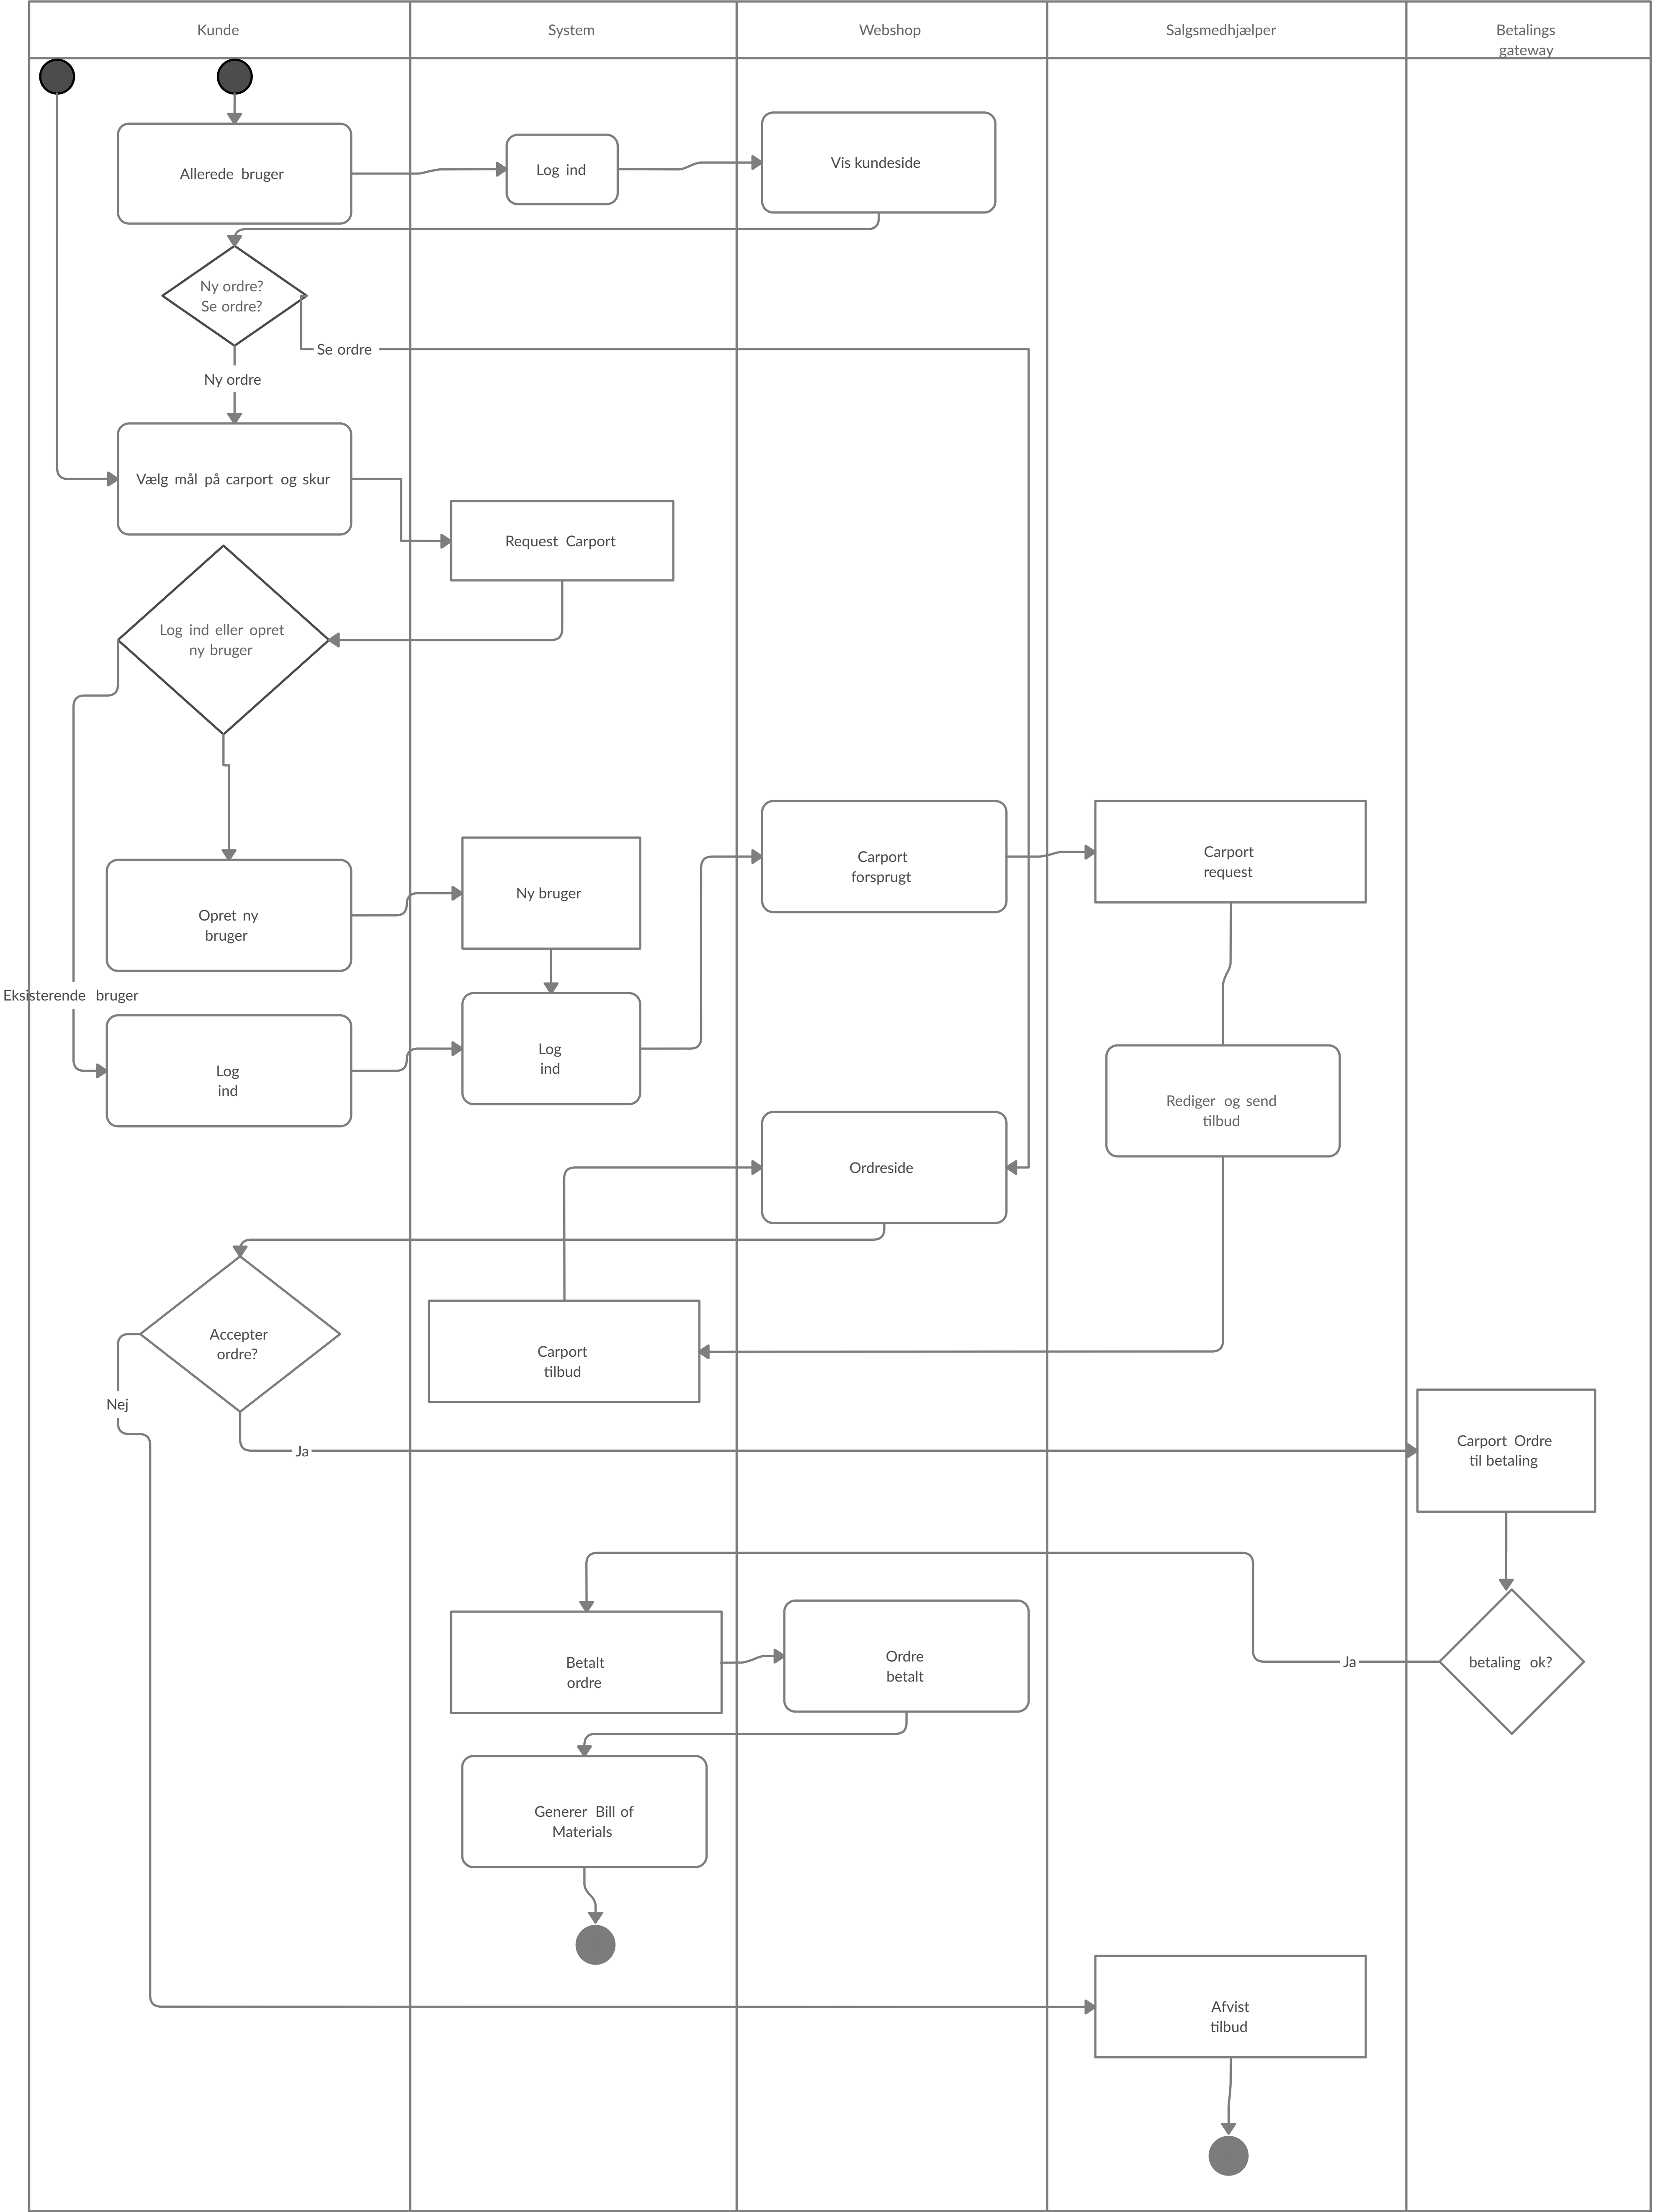 Kunde
System
Webshop
Salgsmedhjælper
Betalings
gateway
Allerede bruger
Log ind
Vis kundeside
Ny ordre?
Se ordre?
Se ordre
Ny ordre
Vælg mål på carport og skur
Request Carport
Log ind eller opret
ny bruger
Carport
forsprugt
Carport
request
Ny bruger
Opret ny
bruger
Eksisterende bruger
Log
ind
Log
ind
Rediger og send
tilbud
Ordreside
Accepter
ordre?
Carport
tilbud
Nej
Ja
Carport Ordre
til betaling
Betalt
ordre
Ordre
betalt
Ja
betaling ok?
Generer Bill of
Materials
Afvist
tilbud